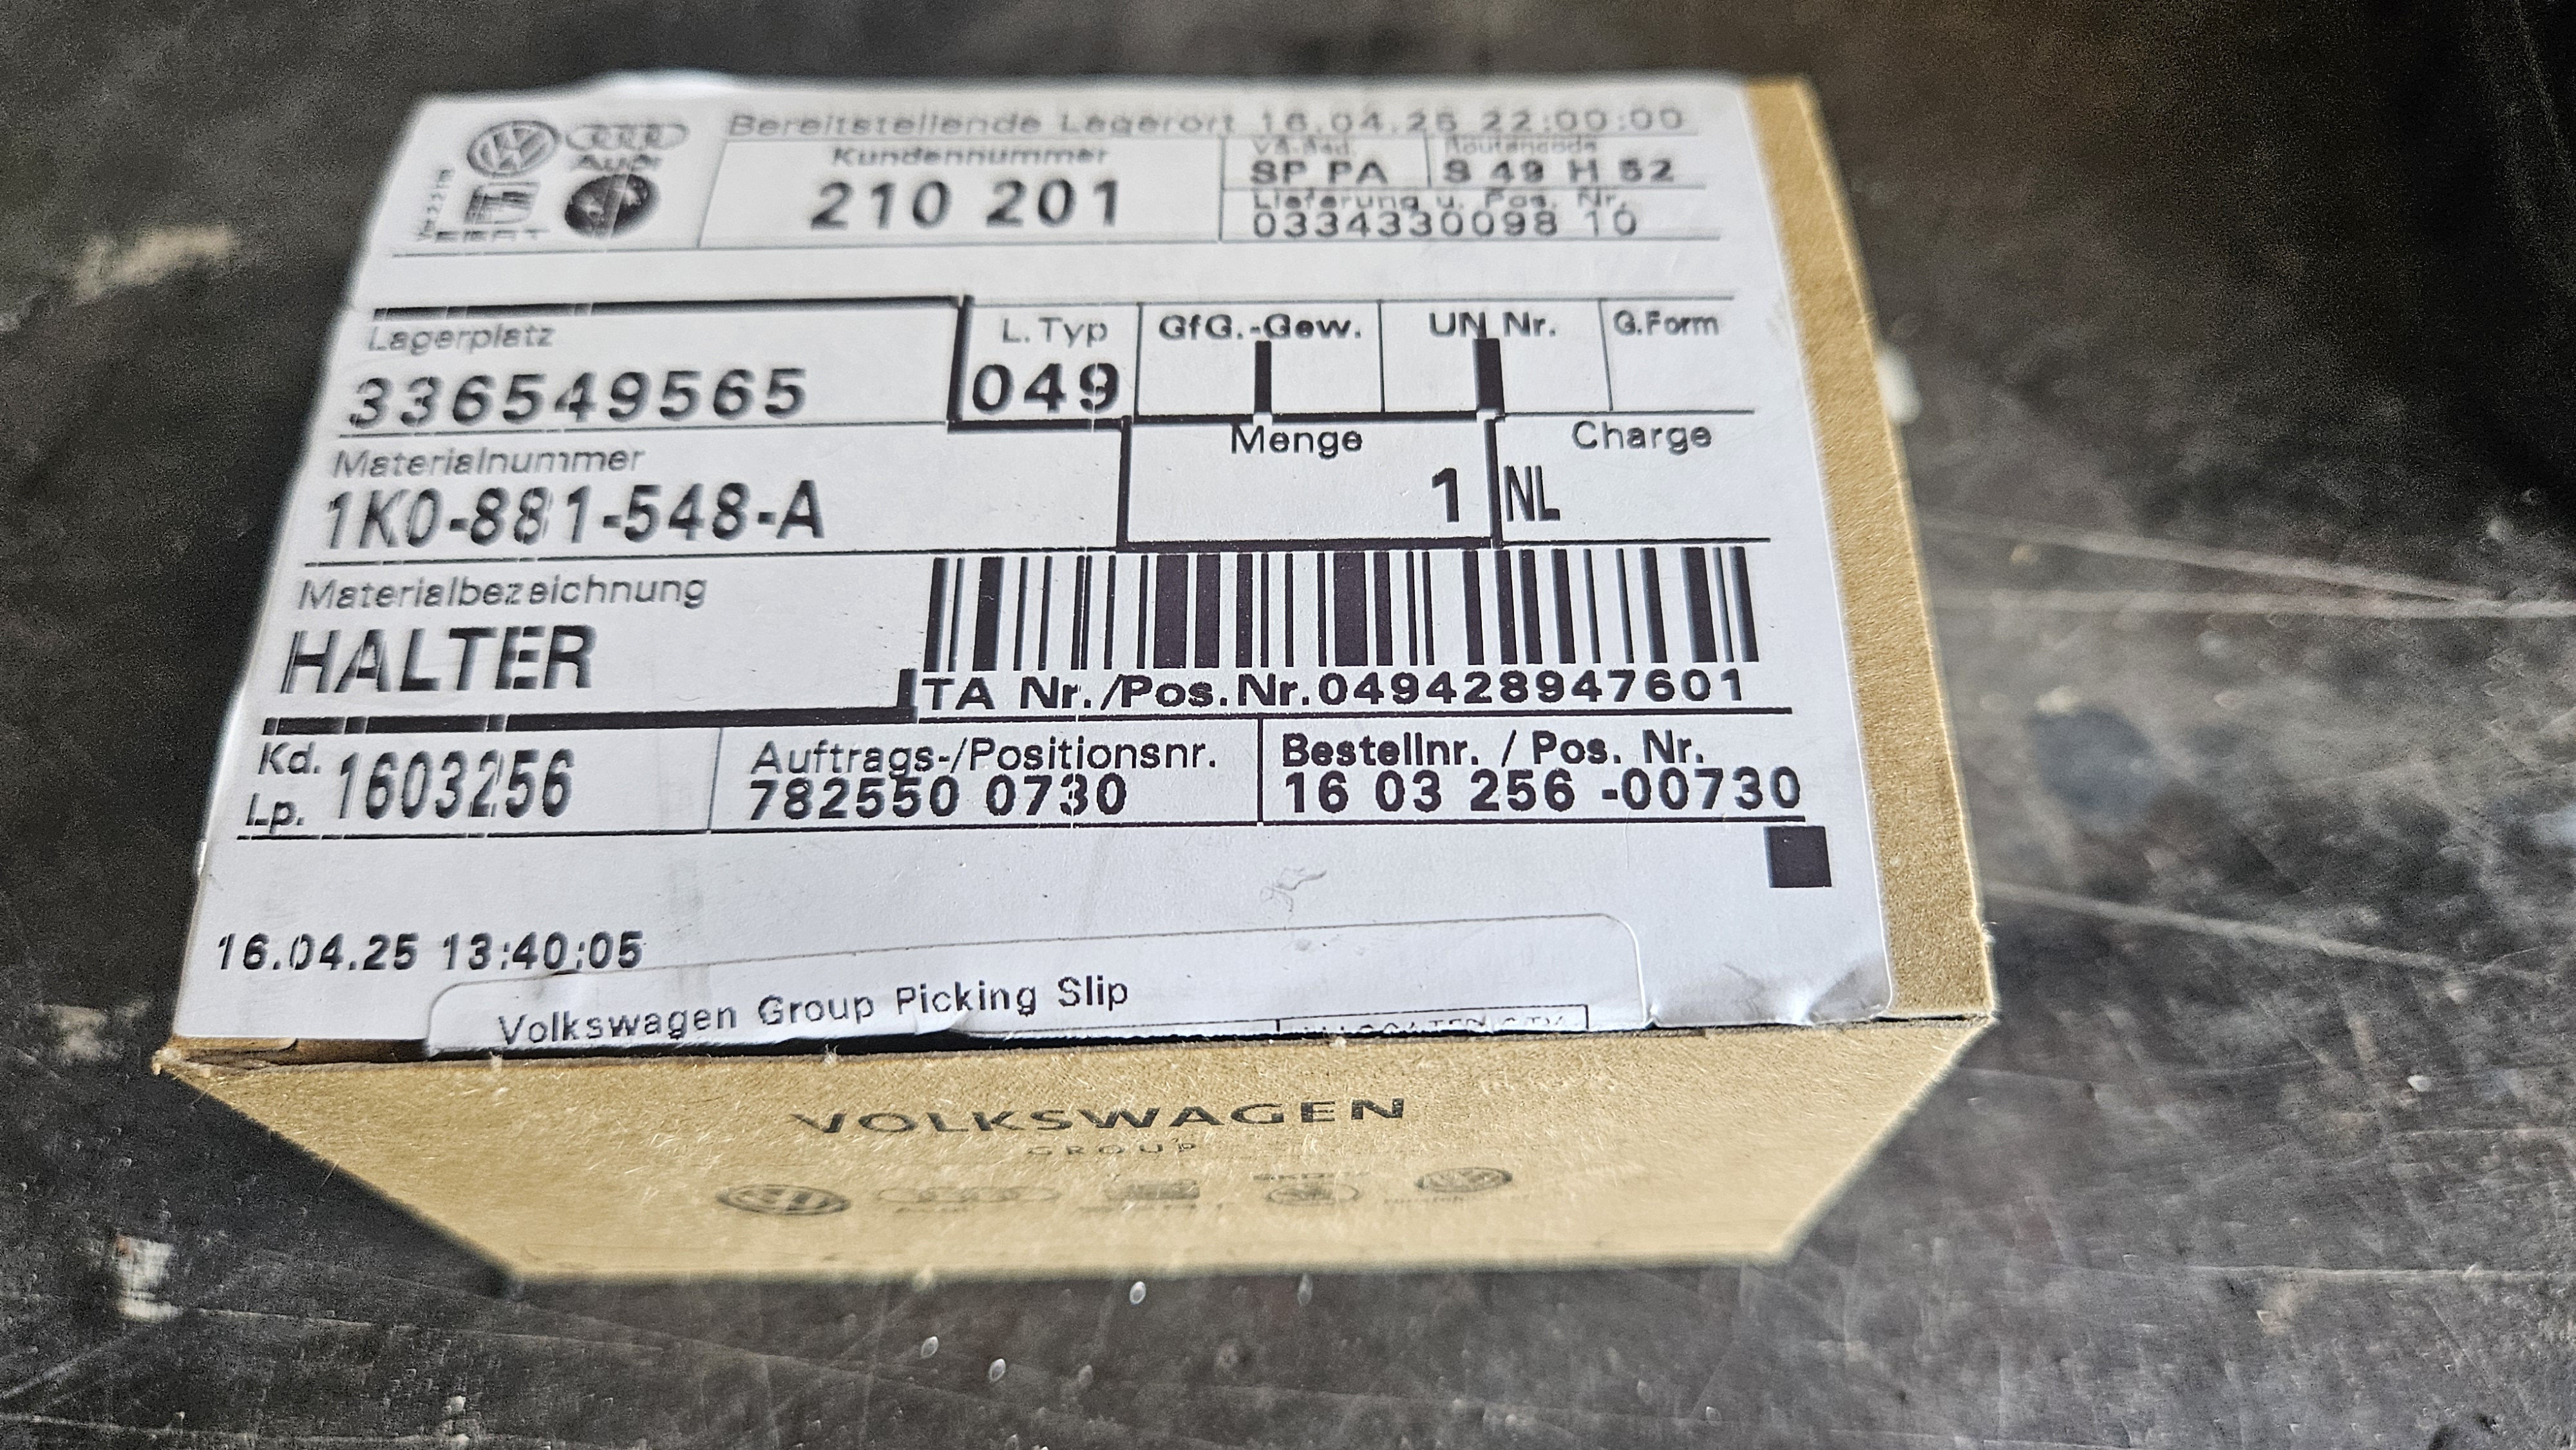 Bereitstellende Lagerort 16.04.25 22:00:00
Audi
Kundennummer
210 201
SP PA
Routencode
S 49 H 52
Lieferung u. Pos. Nr.
0334330098 10
SEAT
Lagerplatz
336549565
L.Typ
049
GfG.-Gew.
UN Nr.
G.Form
Materialnummer
1K0-881-548-A
Menge
1
Charge
NL
Materialbezeichnung
HALTER
TA Nr./Pos.Nr.049428947601
Kd.
Lp.
1603256
Auftrags-/Positionsnr.
782550 0730
Bestellnr. / Pos. Nr.
16 03 256 -00730
16.04.25 13:40:05
Volkswagen Group Picking Slip
VOLKSWAGEN
GROUP